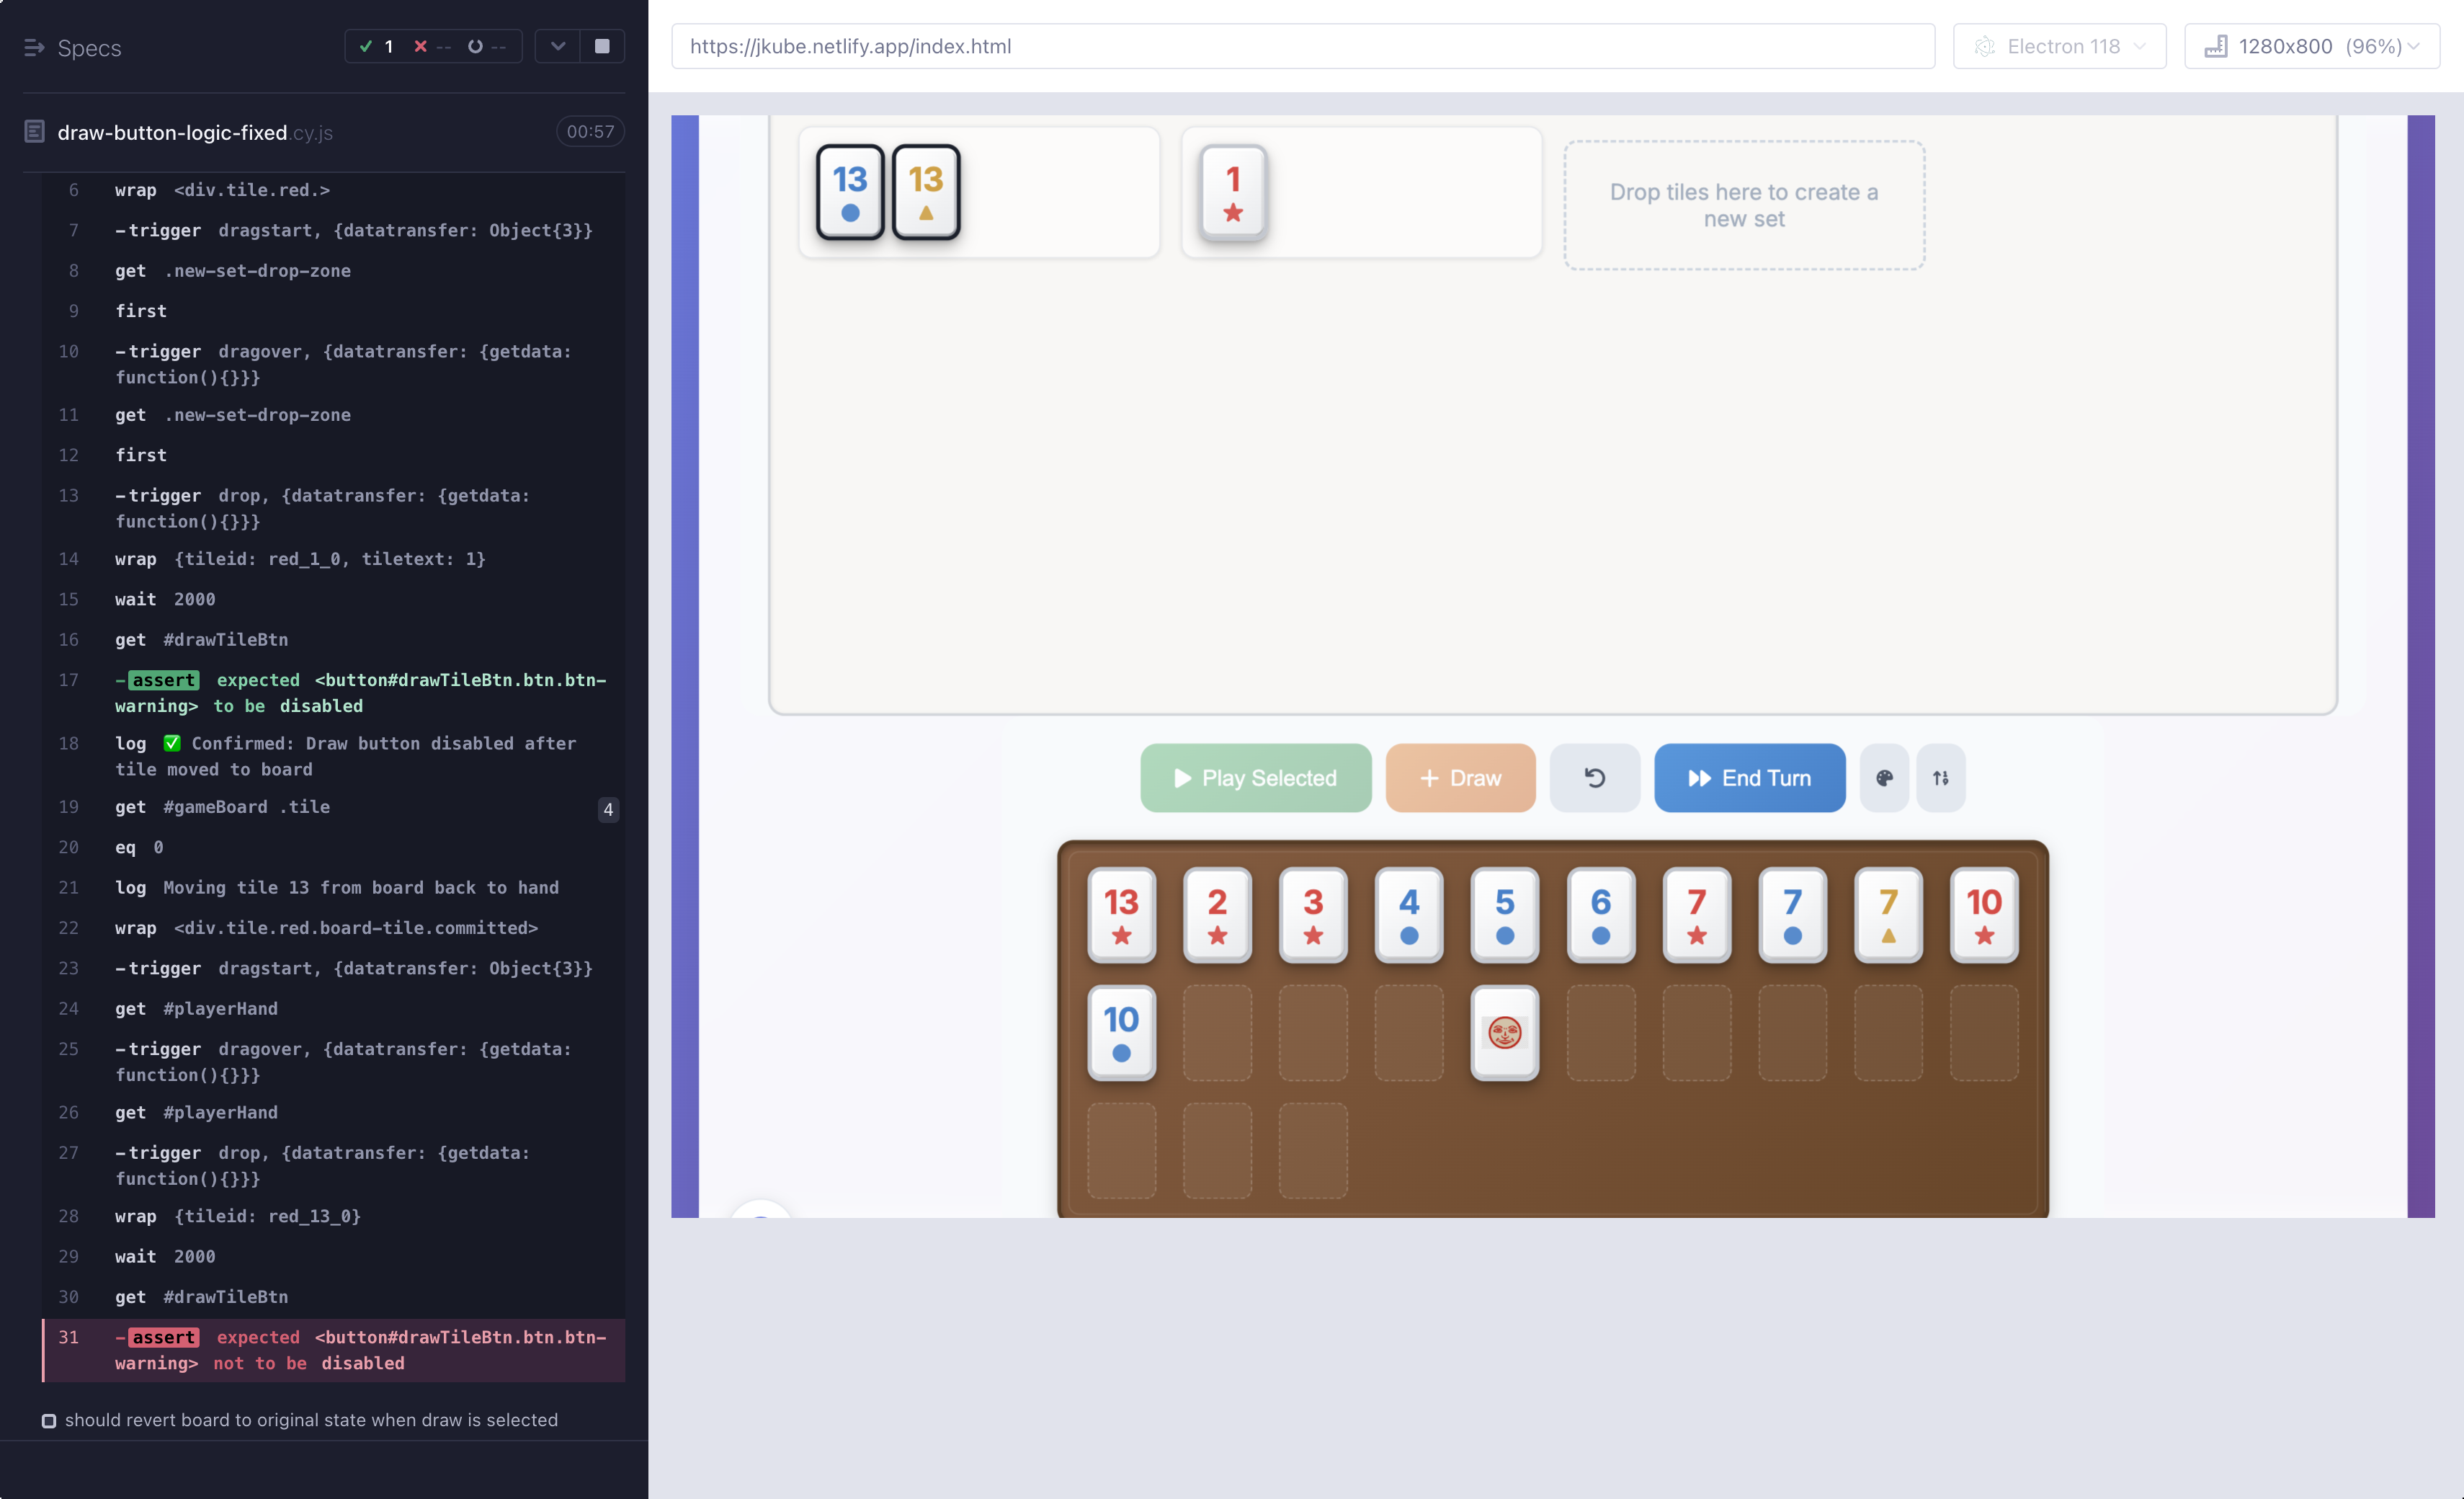 Specs
1
--
--
draw-button-logic-fixed.cy.js
00:57
6 wrap <div.tile.red.>
7 -trigger dragstart, {datatransfer: Object{3}}
8 get .new-set-drop-zone
9 first
10 -trigger dragover, {datatransfer: {getdata:
function(){}}}
11 get .new-set-drop-zone
12 first
13 -trigger drop, {datatransfer: {getdata:
function(){}}}
14 wrap {tileid: red_1_0, tiletext: 1}
15 wait 2000
16 get #drawTileBtn
17 -assert expected <button#drawTileBtn.btn.btn-
warning> to be disabled
18 log ✅ Confirmed: Draw button disabled after
tile moved to board
19 get #gameBoard .tile 4
20 eq 0
21 log Moving tile 13 from board back to hand
22 wrap <div.tile.red.board-tile.committed>
23 -trigger dragstart, {datatransfer: Object{3}}
24 get #playerHand
25 -trigger dragover, {datatransfer: {getdata:
function(){}}}
26 get #playerHand
27 -trigger drop, {datatransfer: {getdata:
function(){}}}
28 wrap {tileid: red_13_0}
29 wait 2000
30 get #drawTileBtn
31 -assert expected <button#drawTileBtn.btn.btn-
warning> not to be disabled
should revert board to original state when draw is selected
https://jkube.netlify.app/index.html
Electron 118
1280x800 (96%)
13 13 1
Drop tiles here to create a
new set
Play Selected
Draw
End Turn
13 2 3 4 5 6 7 7 7 10
10